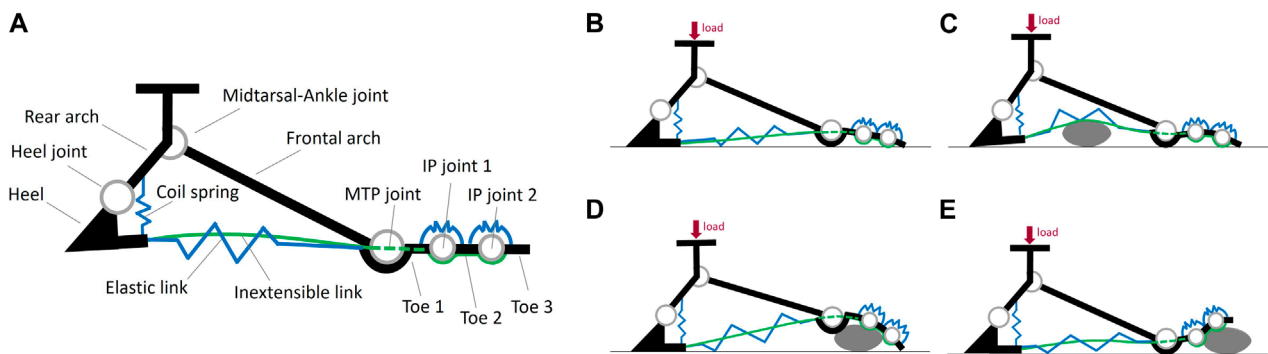 A
Midtarsal-Ankle joint
Rear arch
Frontal arch
Heel joint
IP joint 1
MTP joint
IP joint 2
Heel
Coil spring
Elastic link
Inextensible link
Toe 1
Toe 2
Toe 3
B
load
C
load
D
load
E
load